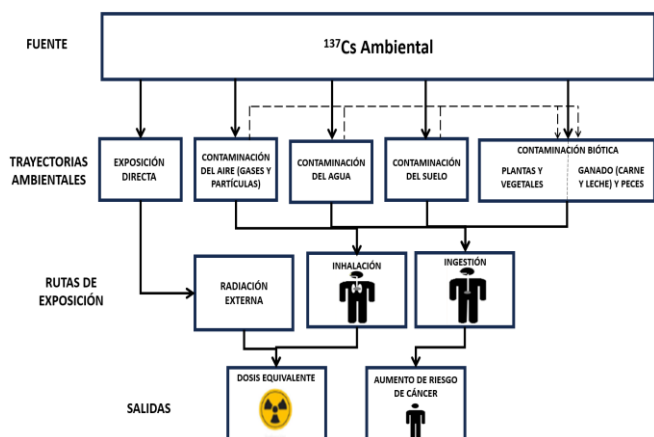 FUENTE
¹³⁷Cs Ambiental
TRAYECTORIAS
AMBIENTALES
EXPOSICIÓN
DIRECTA
CONTAMINACIÓN
DEL AIRE (GASES Y
PARTÍCULAS)
CONTAMINACIÓN
DEL AGUA
CONTAMINACIÓN
DEL SUELO
CONTAMINACIÓN BIÓTICA
PLANTAS Y
VEGETALES
GANADO (CARNE
Y LECHE) Y PECES
RUTAS DE
EXPOSICIÓN
RADIACIÓN
EXTERNA
INHALACIÓN
INGESTIÓN
SALIDAS
DOSIS EQUIVALENTE
AUMENTO DE RIESGO
DE CÁNCER